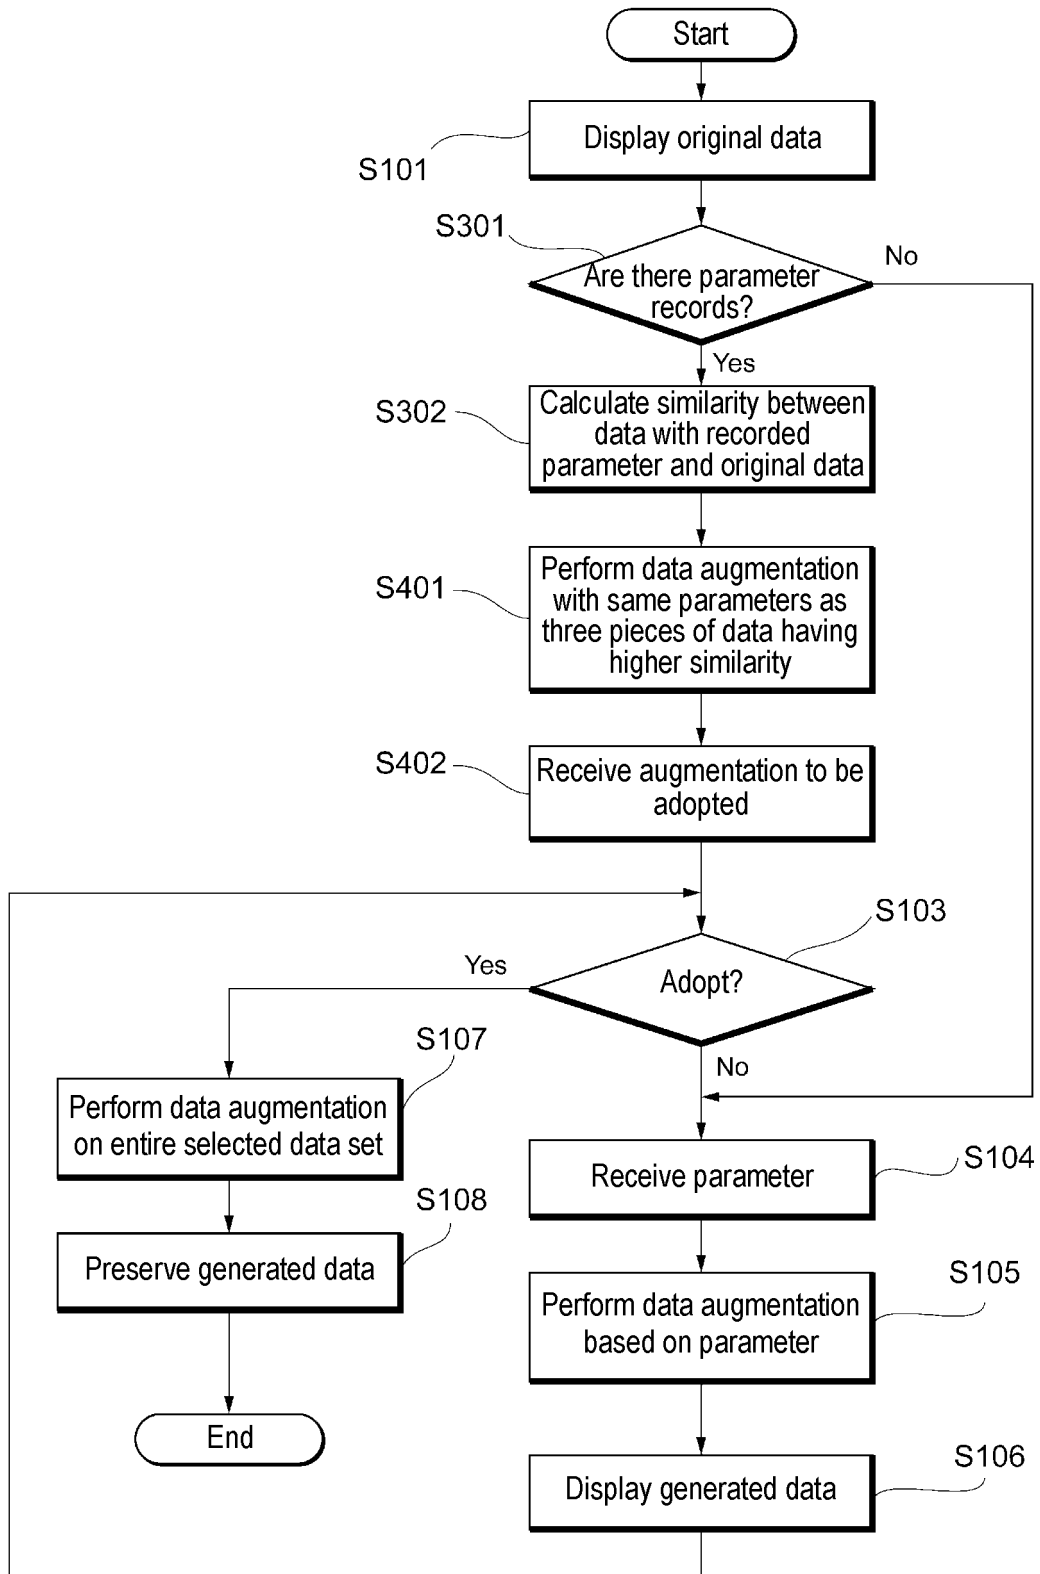 Start
Display original data
S101
S301
Are there parameter
records?
No
Yes
S302
Calculate similarity between
data with recorded
parameter and original data
S401
Perform data augmentation
with same parameters as
three pieces of data having
higher similarity
S402
Receive augmentation to be
adopted
S103
Adopt?
Yes
No
S107
Perform data augmentation
on entire selected data set
S104
Receive parameter
S108
Preserve generated data
S105
Perform data augmentation
based on parameter
End
S106
Display generated data